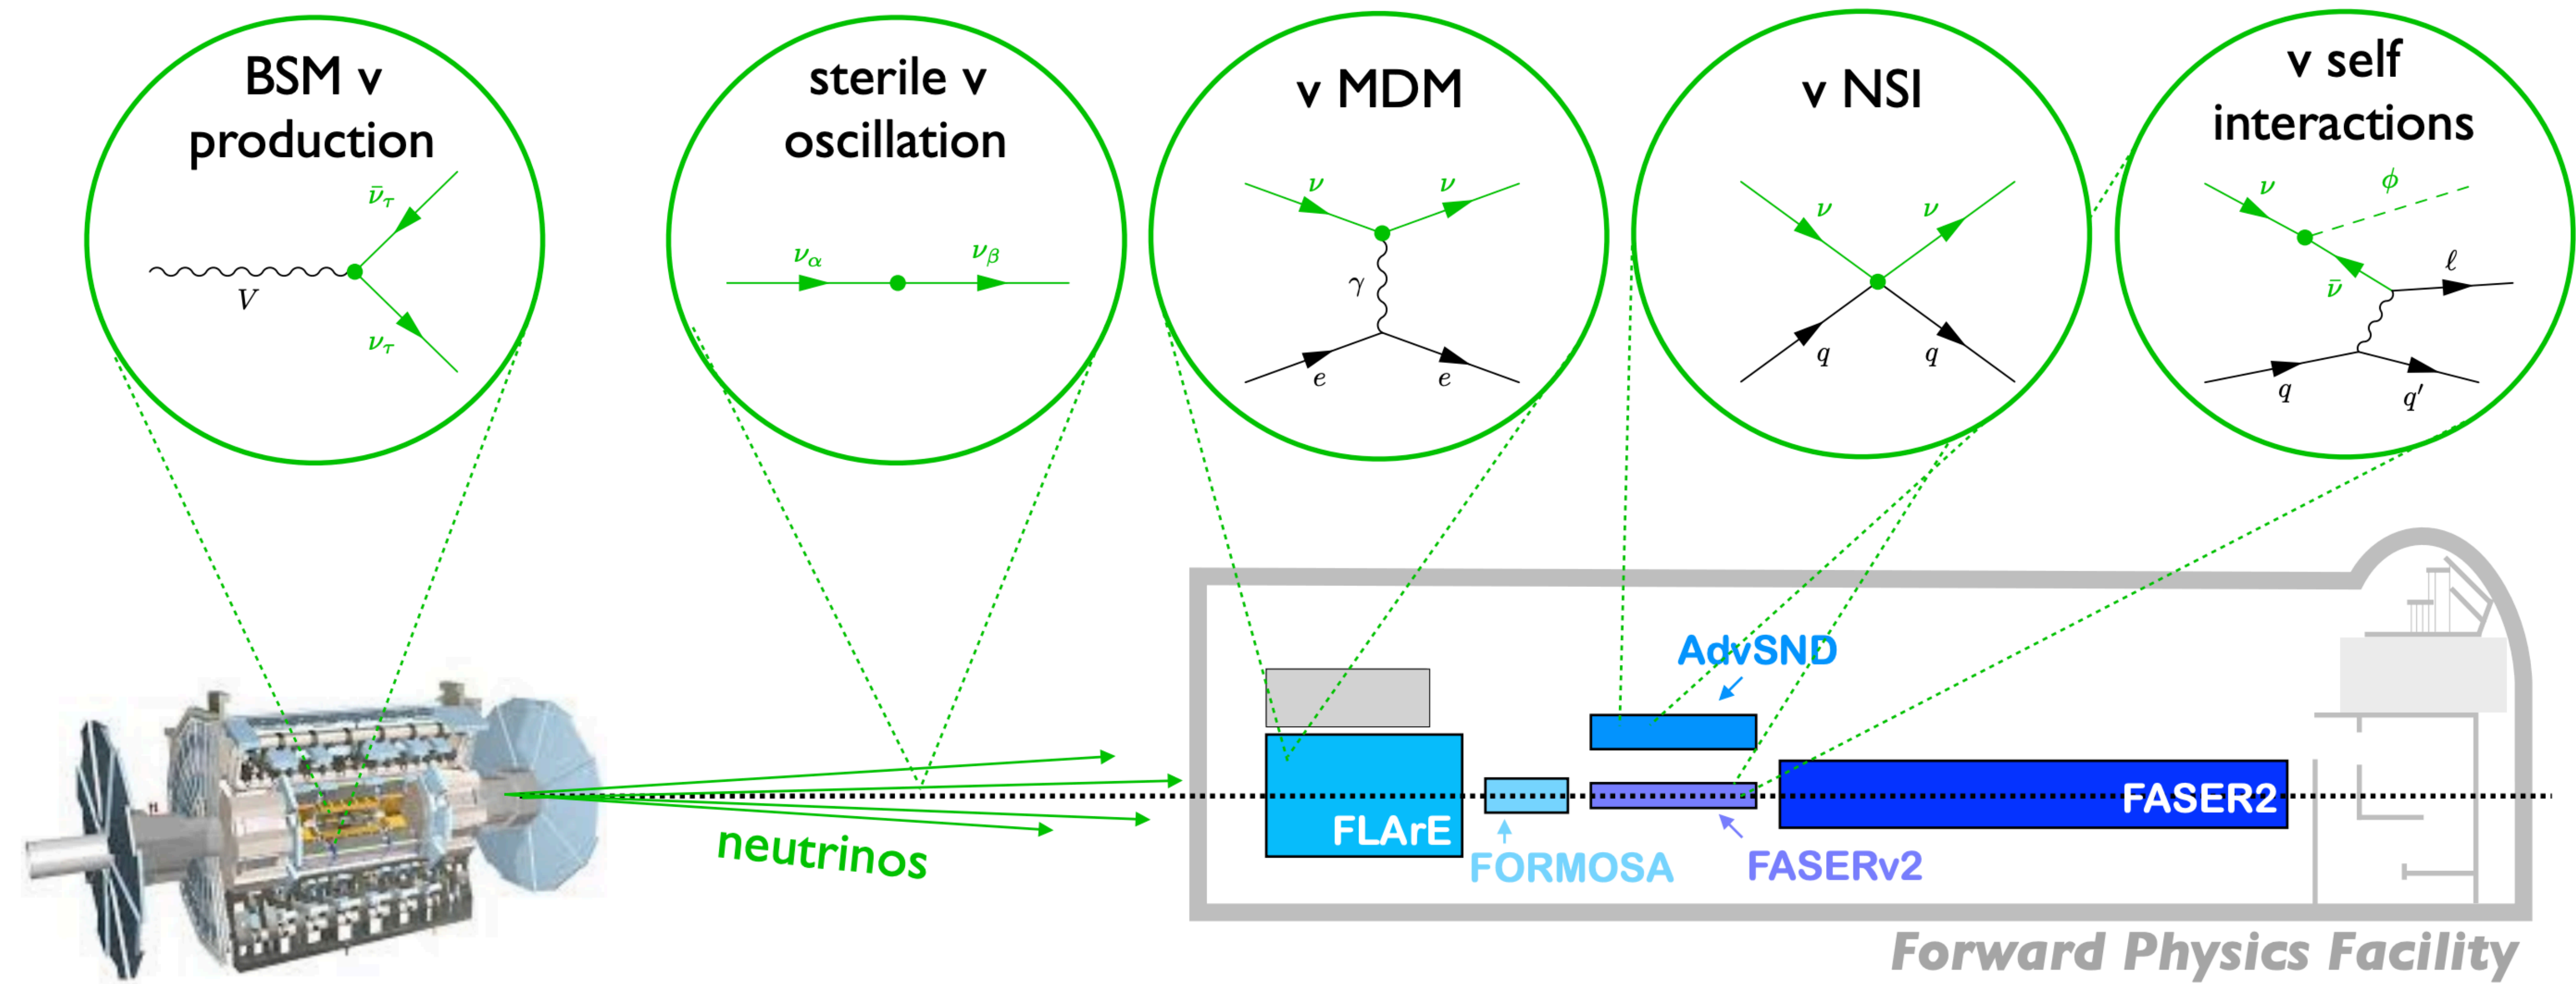 BSM ν
production
ν̄τ
V
ντ
sterile ν
oscillation
να
νβ
ν MDM
ν
ν
γ
e
e
ν NSI
ν
ν
q
q
ν self
interactions
ν
ϕ
ν̄
ℓ
q
q′
neutrinos
AdvSND
FLArE
FORMOSA
FASERν2
FASER2
Forward Physics Facility